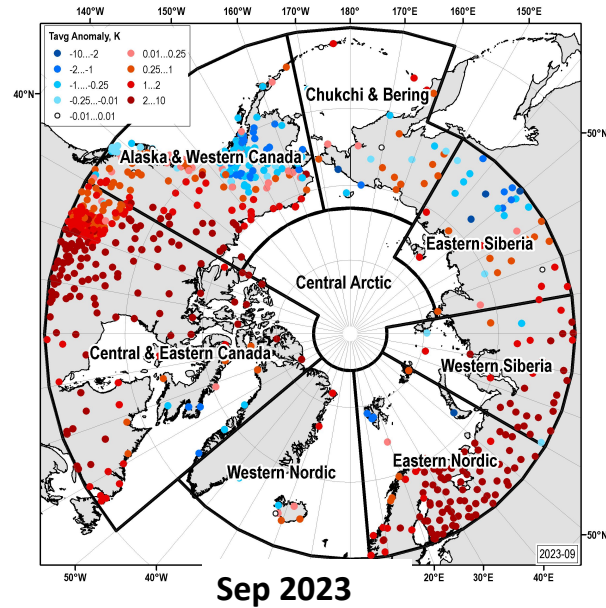 140°W 150°W 160°W 170°W 180° 170°E 160°E 150°E
Tavg Anomaly, K
-10...-2 0.01...0.25
-2...-1 0.25...1
-1...-0.25 1...2
-0.25...-0.01 2...10
-0.01...0.01
40°N
50°N
Chukchi & Bering
Alaska & Western Canada
Eastern Siberia
Central Arctic
Central & Eastern Canada
Western Siberia
Eastern Nordic
Western Nordic
50°N
2023-09
50°W 40°W 20°E 30°E 40°E
Sep 2023